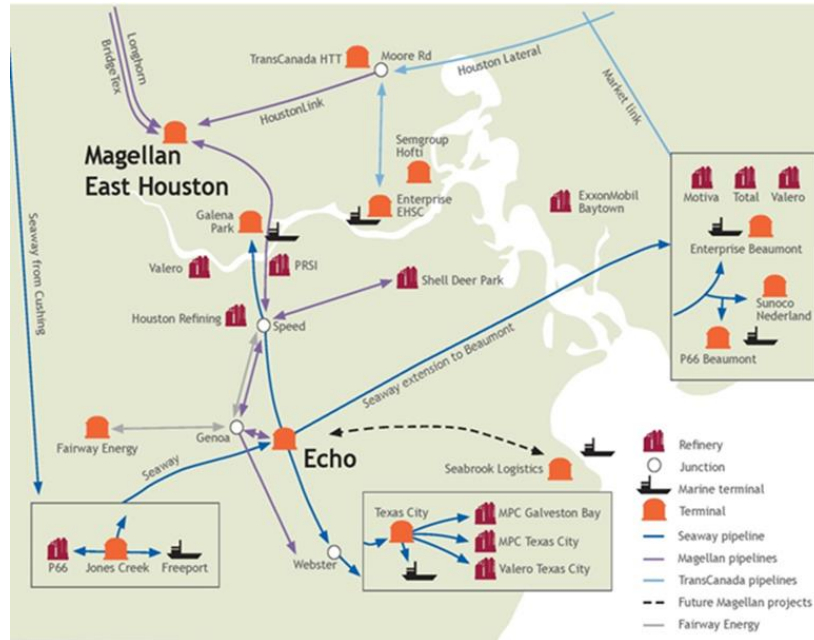 Longhorn
BridgeTex
TransCanada HTT
Moore Rd
Houston Lateral
Market link
HoustonLink
Magellan
East Houston
Semgroup
Hofti
Enterprise
EHSC
Galena
Park
ExxonMobil
Baytown
Motiva
Total
Valero
Enterprise Beaumont
Sunoco
Nederland
P66 Beaumont
Seaway from Cushing
Valero
PRSI
Shell Deer Park
Houston Refining
Speed
Seaway extension to Beaumont
Fairway Energy
Genoa
Echo
Seaway
Seabrook Logistics
P66
Jones Creek
Freeport
Webster
Texas City
MPC Galveston Bay
MPC Texas City
Valero Texas City
Refinery
Junction
Marine terminal
Terminal
Seaway pipeline
Magellan pipelines
TransCanada pipelines
Future Magellan projects
Fairway Energy